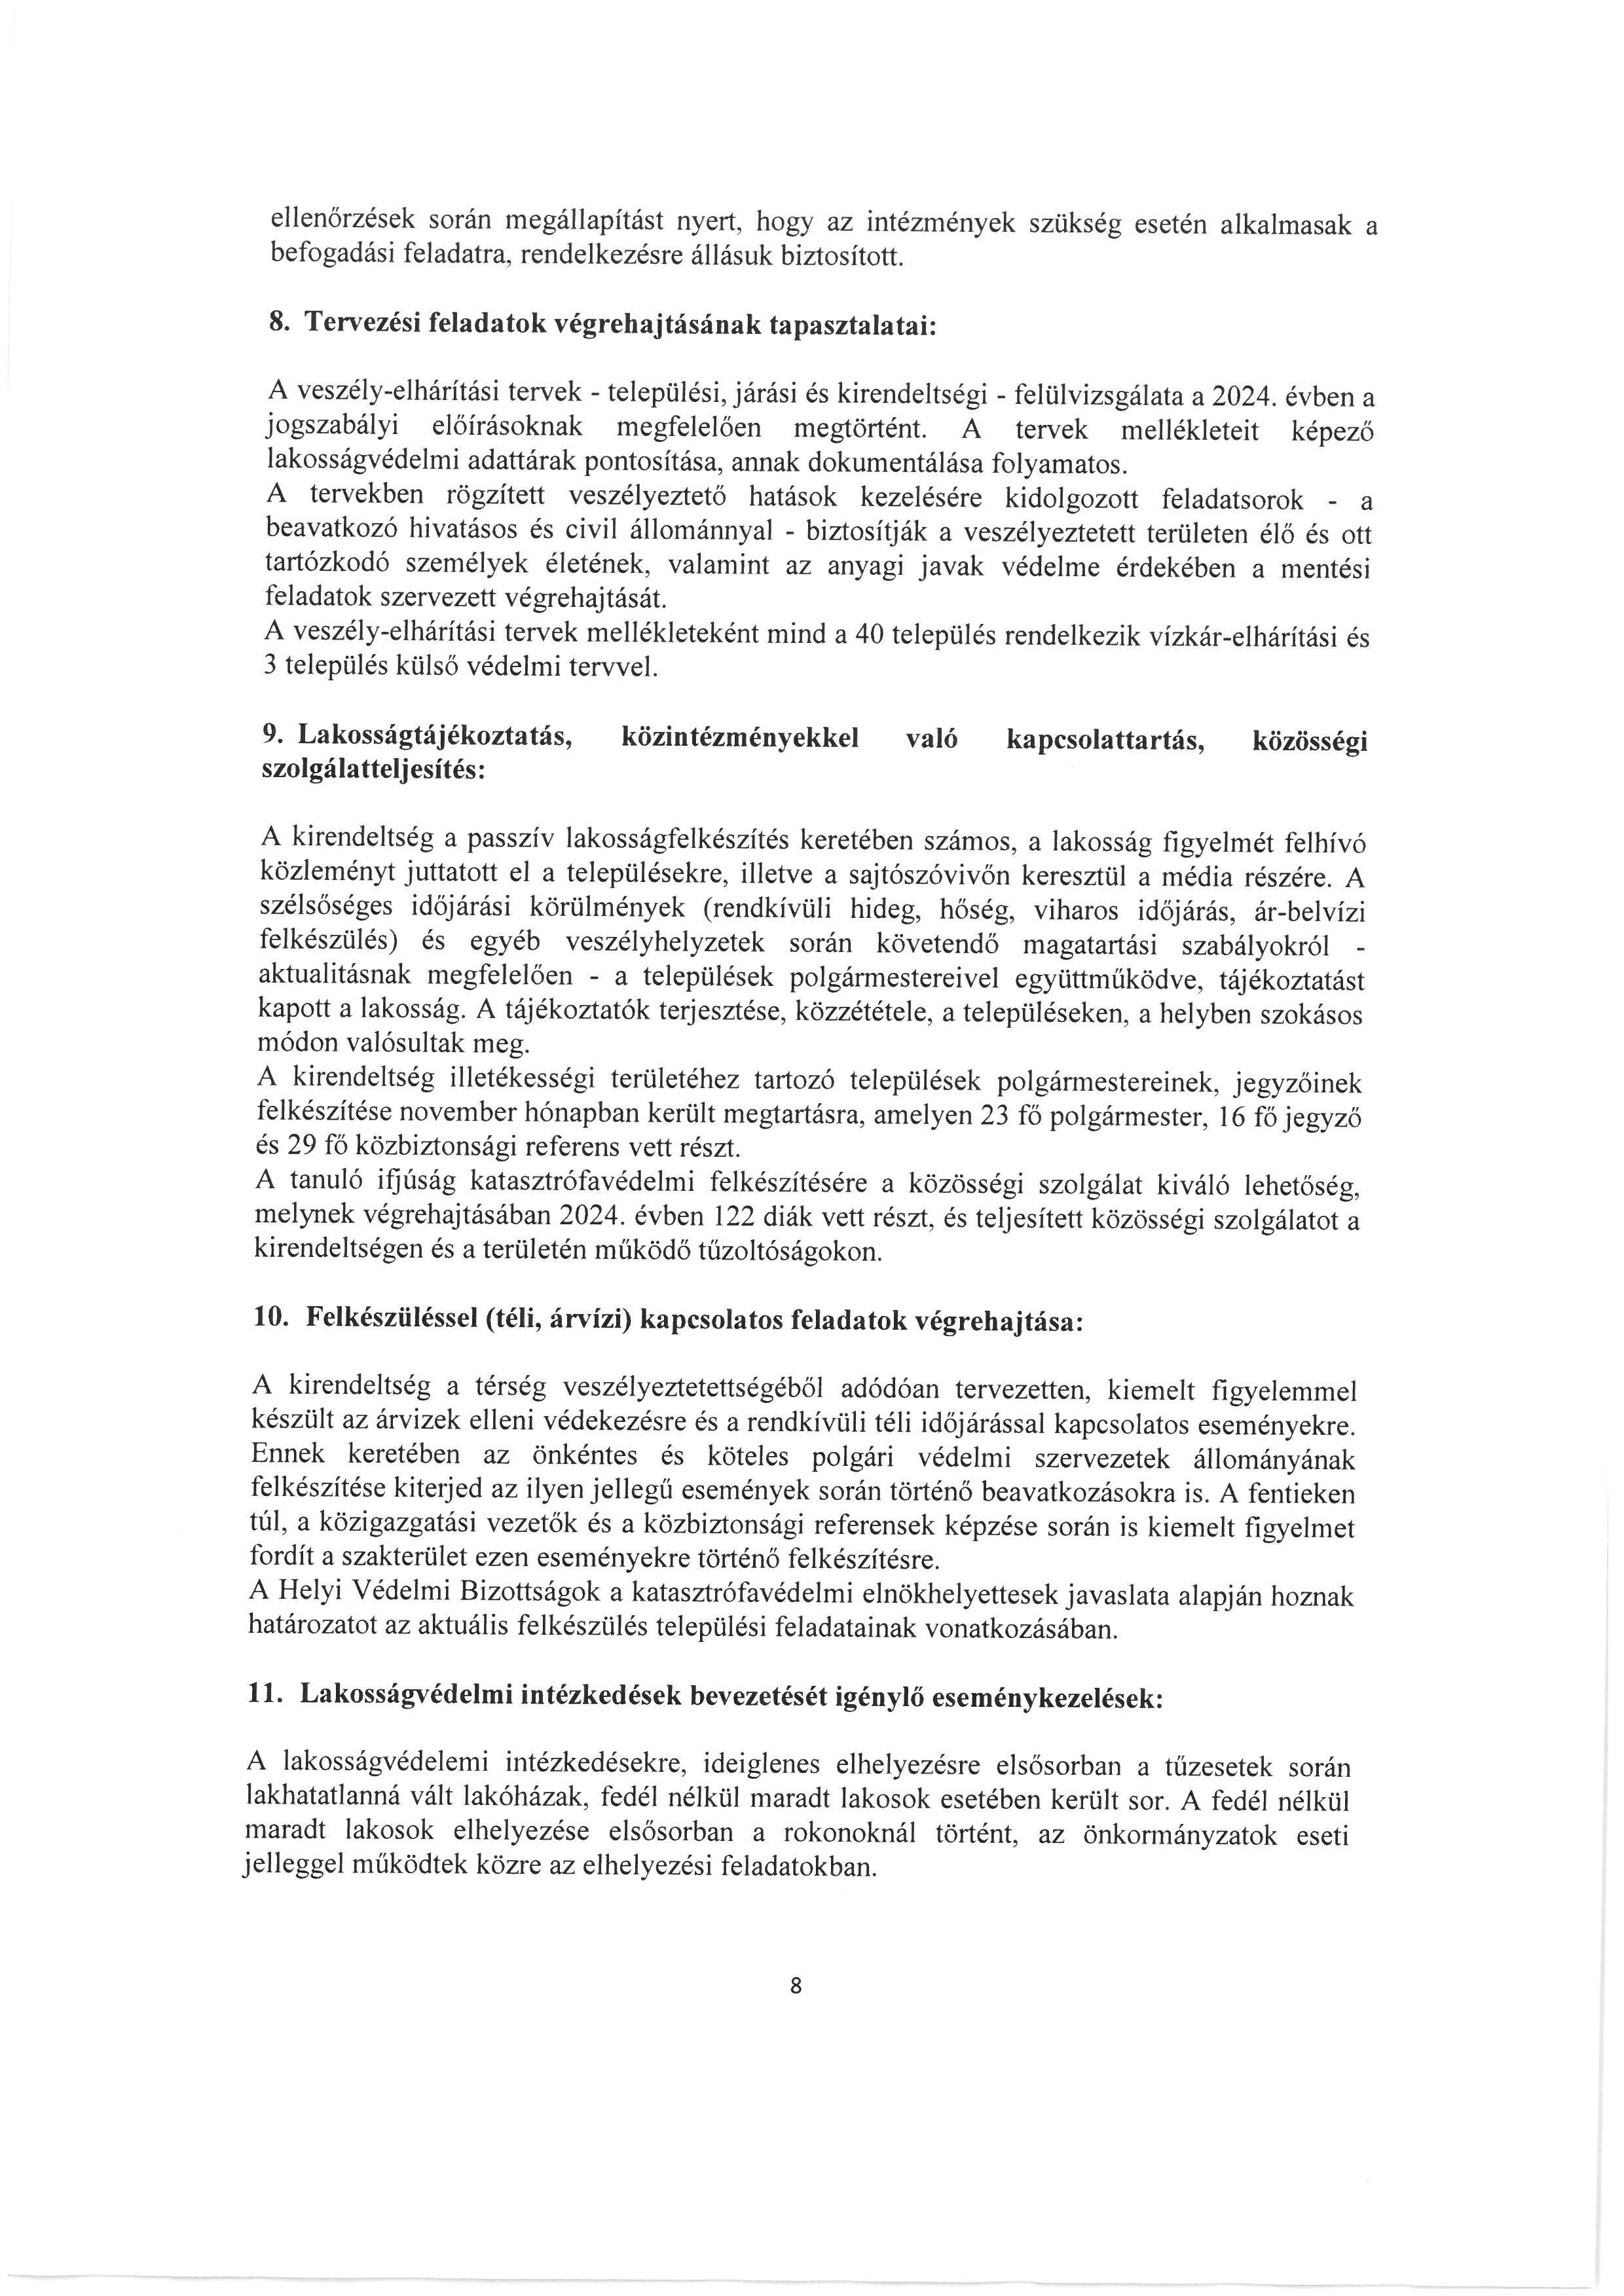 ellenőrzések során megállapítást nyert, hogy az intézmények szükség esetén alkalmasak a
befogadási feladatra, rendelkezésre állásuk biztosított.
8. Tervezési feladatok végrehajtásának tapasztalatai:
A veszély-elhárítási tervek - települési, járási és kirendeltségi - felülvizsgálata a 2024. évben a
jogszabályi előírásoknak megfelelően megtörtént. A tervek mellékleteit képező
lakosságvédelmi adattárak pontosítása, annak dokumentálása folyamatos.
A tervekben rögzített veszélyeztető hatások kezelésére kidolgozott feladatsorok - a
beavatkozó hivatásos és civil állománnyal - biztosítják a veszélyeztetett területen élő és ott
tartózkodó személyek életének, valamint az anyagi javak védelme érdekében a mentési
feladatok szervezett végrehajtását.
A veszély-elhárítási tervek mellékleteként mind a 40 település rendelkezik vízkár-elhárítási és
3 település külső védelmi tervvel.
9. Lakosságtájékoztatás, közintézményekkel való kapcsolattartás, közösségi
szolgálatteljesítés:
A kirendeltség a passzív lakosságfelkészítés keretében számos, a lakosság figyelmét felhívó
közleményt juttatott el a településekre, illetve a sajtószóvivőn keresztül a média részére. A
szélsőséges időjárási körülmények (rendkívüli hideg, hőség, viharos időjárás, ár-belvízi
felkészülés) és egyéb veszélyhelyzetek során követendő magatartási szabályokról -
aktualitásnak megfelelően - a települések polgármestereivel együttműködve, tájékoztatást
kapott a lakosság. A tájékoztatók terjesztése, közzététele, a településeken, a helyben szokásos
módon valósultak meg.
A kirendeltség illetékességi területéhez tartozó települések polgármestereinek, jegyzőinek
felkészítése november hónapban került megtartásra, amelyen 23 fő polgármester, 16 fő jegyző
és 29 fő közbiztonsági referens vett részt.
A tanuló ifjúság katasztrófavédelmi felkészítésére a közösségi szolgálat kiváló lehetőség,
melynek végrehajtásában 2024. évben 122 diák vett részt, és teljesített közösségi szolgálatot a
kirendeltségen és a területén működő tűzoltóságokon.
10. Felkészüléssel (téli, árvízi) kapcsolatos feladatok végrehajtása:
A kirendeltség a térség veszélyeztetettségéből adódóan tervezetten, kiemelt figyelemmel
készült az árvizek elleni védekezésre és a rendkívüli téli időjárással kapcsolatos eseményekre.
Ennek keretében az önkéntes és köteles polgári védelmi szervezetek állományának
felkészítése kiterjed az ilyen jellegű események során történő beavatkozásokra is. A fentieken
túl, a közigazgatási vezetők és a közbiztonsági referensek képzése során is kiemelt figyelmet
fordít a szakterület ezen eseményekre történő felkészítésre.
A Helyi Védelmi Bizottságok a katasztrófavédelmi elnökhelyettesek javaslata alapján hoznak
határozatot az aktuális felkészülés települési feladatainak vonatkozásában.
11. Lakosságvédelmi intézkedések bevezetését igénylő eseménykezelések:
A lakosságvédelemi intézkedésekre, ideiglenes elhelyezésre elsősorban a tűzesetek során
lakhatatlanná vált lakóházak, fedél nélkül maradt lakosok esetében került sor. A fedél nélkül
maradt lakosok elhelyezése elsősorban a rokonoknál történt, az önkormányzatok eseti
jelleggel működtek közre az elhelyezési feladatokban.
8